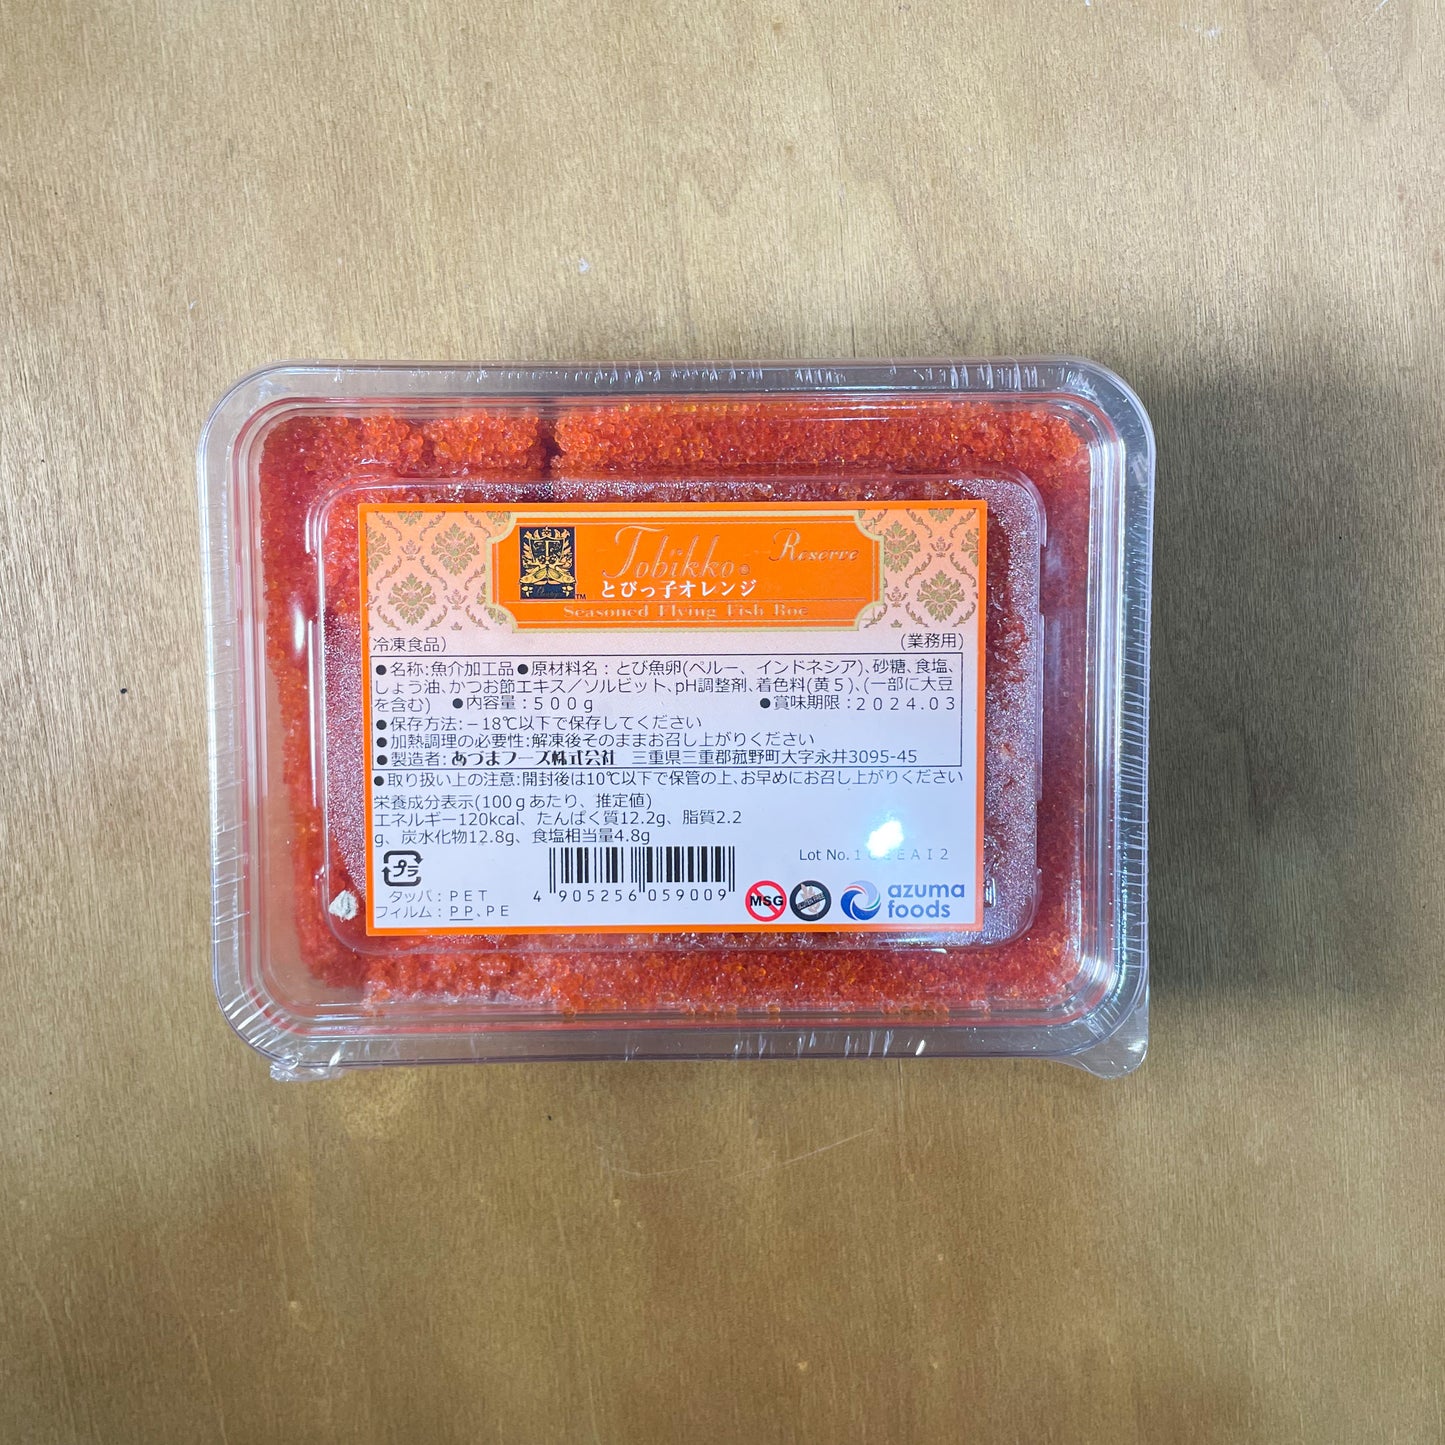 Tobikko® Reserve
とびっ子オレンジ
TM
Seasoned Flying Fish Roe
(冷凍食品) (業務用)
●名称:魚介加工品●原材料名：とび魚卵(ペルー、インドネシア)、砂糖、食塩、
しょう油、かつお節エキス／ソルビット、pH調整剤、着色料(黄５)、(一部に大豆
を含む) ●内容量：５００ｇ ●賞味期限：２０２４.０３
●保存方法:－18℃以下で保存してください
●加熱調理の必要性:解凍後そのままお召し上がりください
●製造者:あづまフーズ株式会社 三重県三重郡菰野町大字永井3095-45
●取り扱い上の注意:開封後は10℃以下で保管の上、お早めにお召し上がりください
栄養成分表示(100ｇあたり、推定値)
エネルギー120kcal、たんぱく質12.2g、脂質2.2
g、炭水化物12.8g、食塩相当量4.8g
プラ
タッパ：ＰＥＴ
フィルム：ＰＰ、ＰＥ
4 905256 059009
Lot No.
MSG
azuma
foods